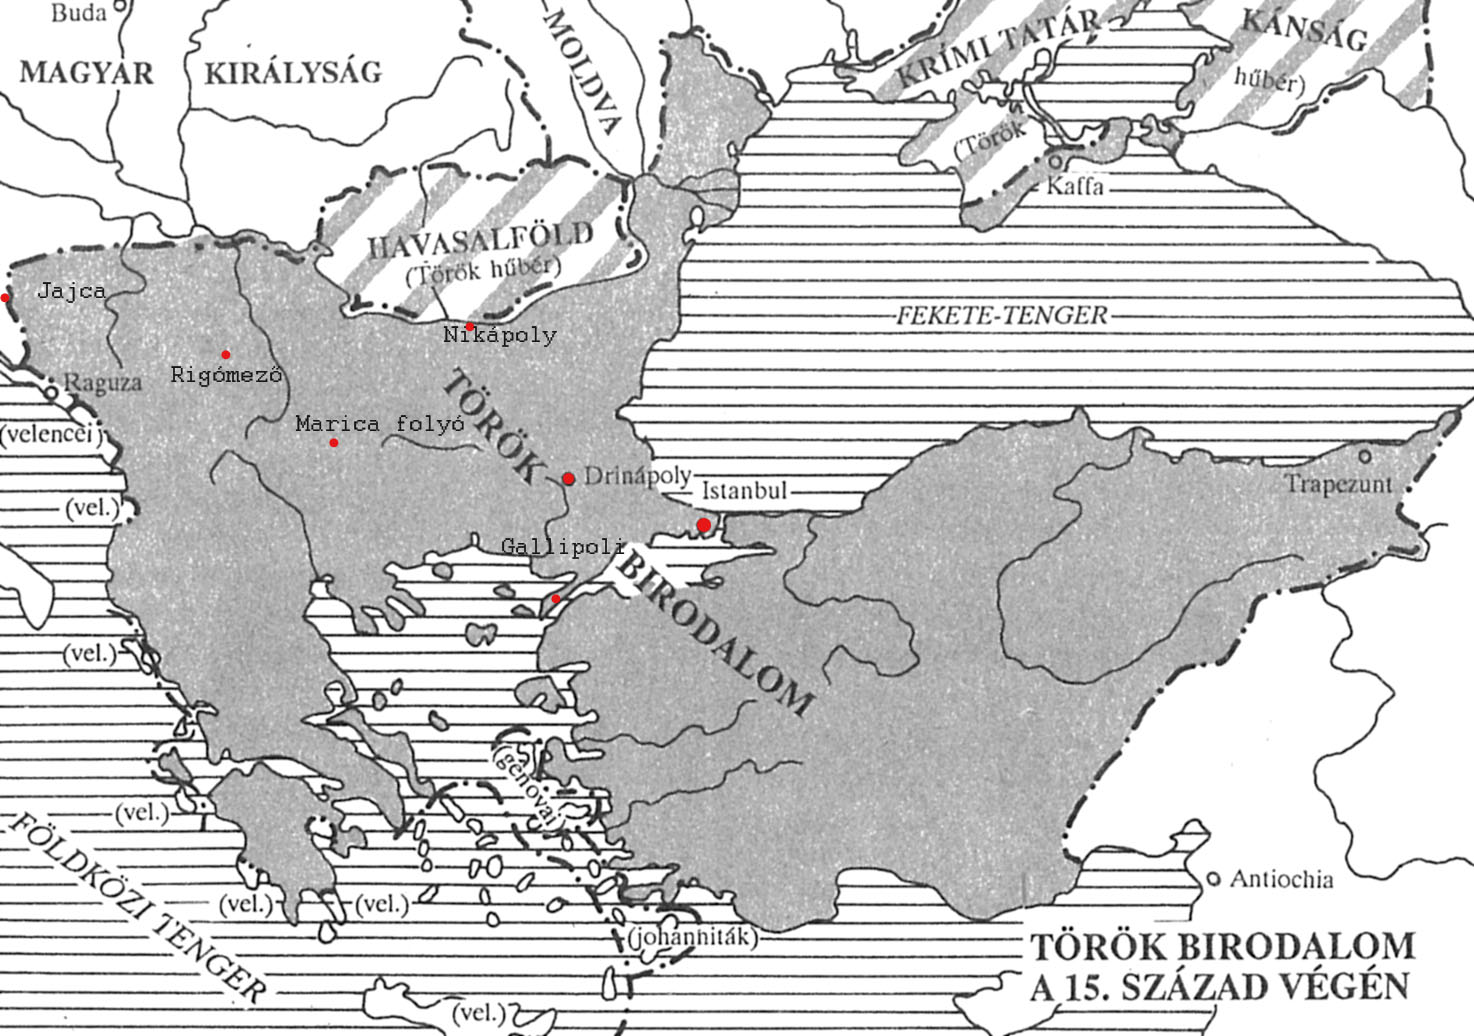 Buda
MAGYAR KIRÁLYSÁG
MOLDVA
KRÍMI TATÁR
KÁNSÁG
(Török
hűbér)
Kaffa
HAVASALFÖLD
(Török hűbér)
Jajca
Nikápoly
FEKETE-TENGER
Rigómező
Raguza
(velencei)
Marica folyó
TÖRÖK
Drinápoly
Istanbul
Trapezunt
(vel.)
Gallipoli
BIRODALOM
(vel.)
(genovai)
(vel.)
FÖLDKÖZI TENGER
(vel.)
(vel.)
(johanniták)
Antiochia
(vel.)
TÖRÖK BIRODALOM
A 15. SZÁZAD VÉGÉN